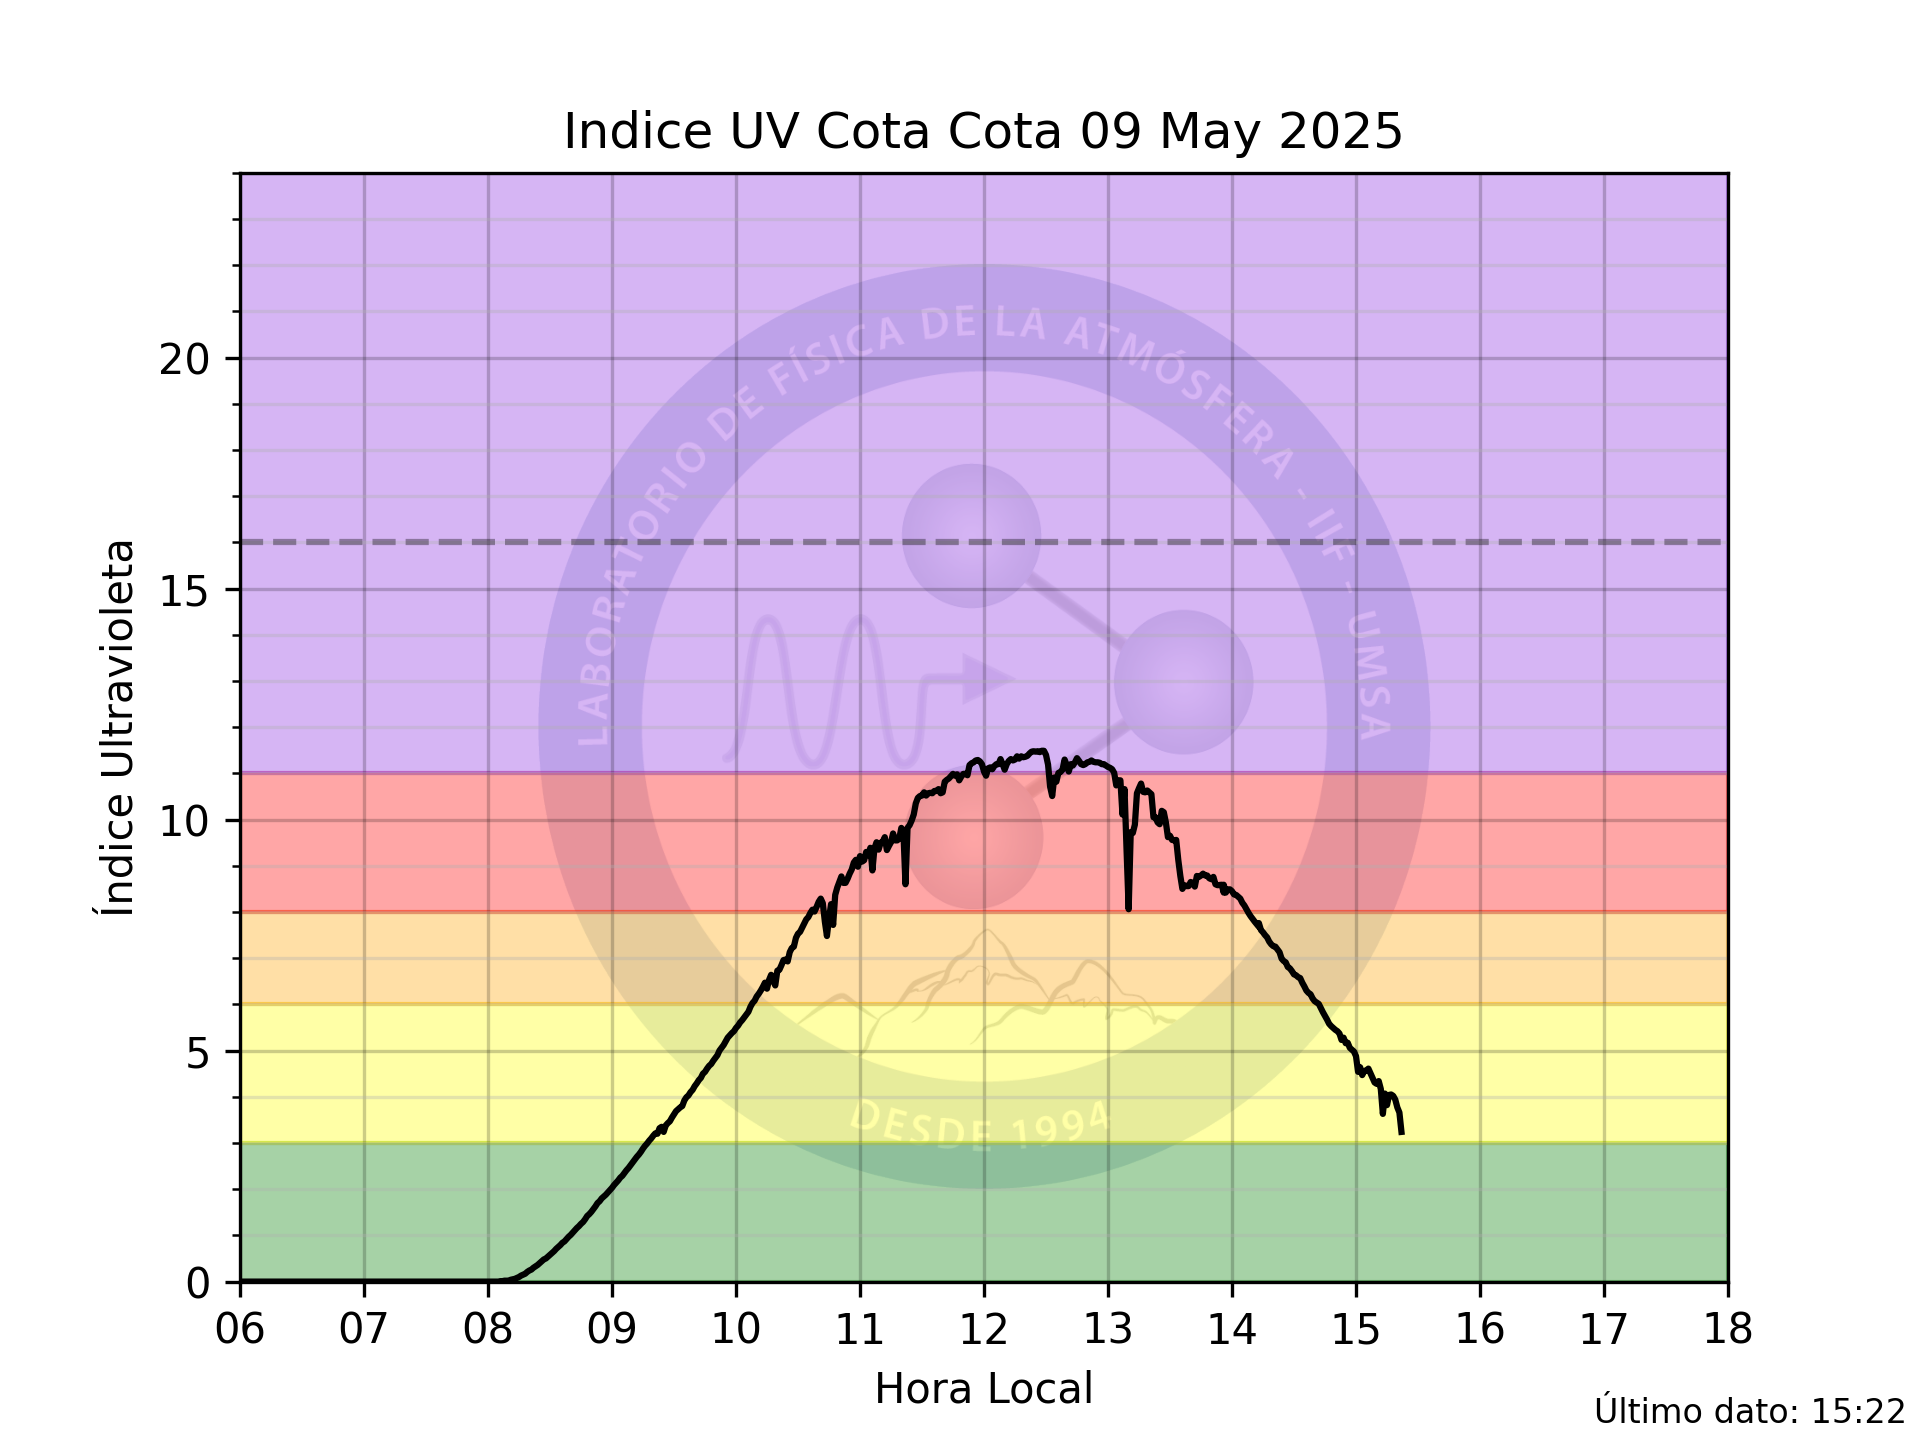 Indice UV Cota Cota 09 May 2025
LABORATORIO DE FÍSICA DE LA ATMÓSFERA - IIF - UMSA
DESDE 1994
Índice Ultravioleta
20
15
10
5
0
06 07 08 09 10 11 12 13 14 15 16 17 18
Hora Local
Último dato: 15:22